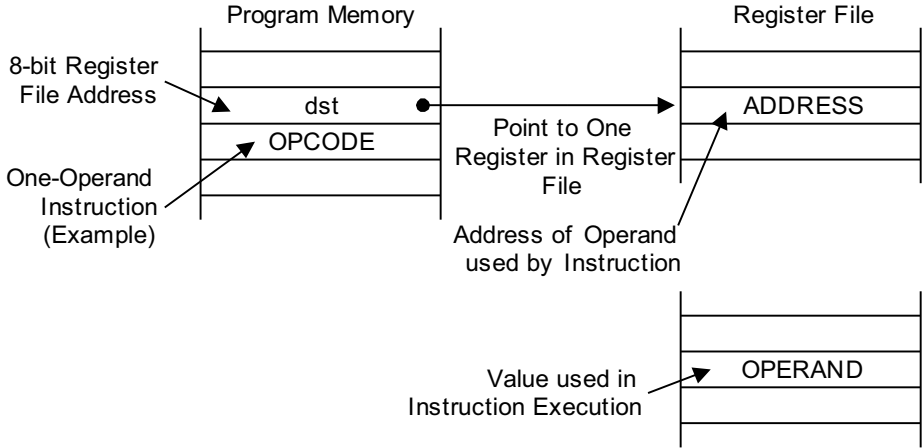 Program Memory
Register File
8-bit Register
File Address
dst
ADDRESS
OPCODE
Point to One
Register in Register
File
One-Operand
Instruction
(Example)
Address of Operand
used by Instruction
OPERAND
Value used in
Instruction Execution